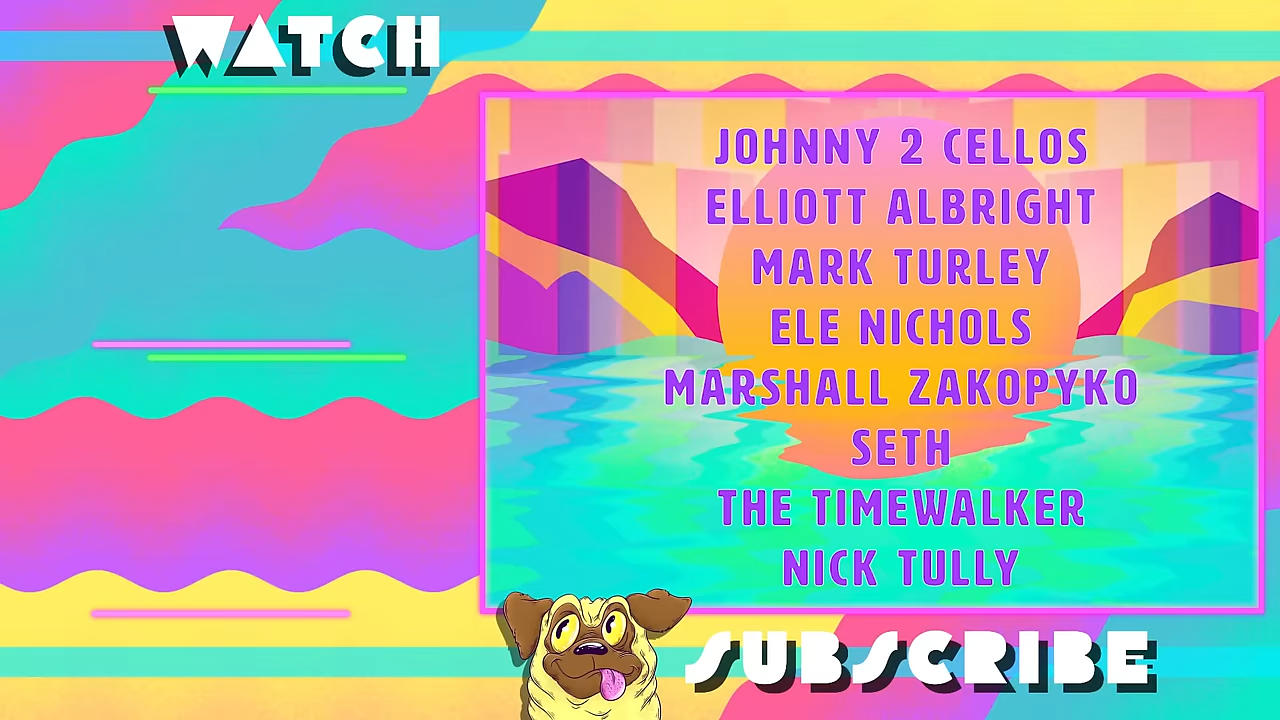 WATCH
JOHNNY 2 CELLOS
ELLIOTT ALBRIGHT
MARK TURLEY
ELE NICHOLS
MARSHALL ZAKOPYKO
SETH
THE TIMEWALKER
NICK TULLY
SUBSCRIBE